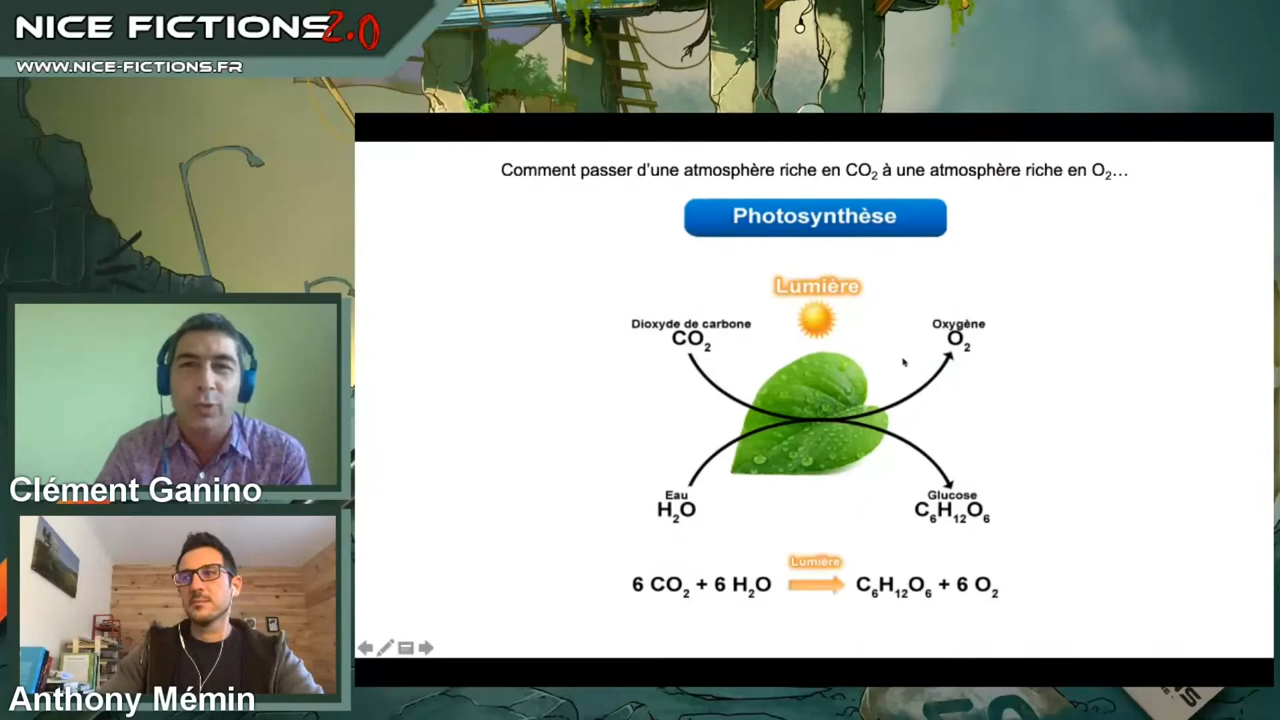 NICE FICTIONS 2.0
WWW.NICE-FICTIONS.FR
Comment passer d’une atmosphère riche en CO₂ à une atmosphère riche en O₂…
Photosynthèse
Lumière
Dioxyde de carbone
CO₂
Oxygène
O₂
Eau
H₂O
Glucose
C₆H₁₂O₆
Lumière
6 CO₂ + 6 H₂O C₆H₁₂O₆ + 6 O₂
Clément Ganino
Anthony Mémin